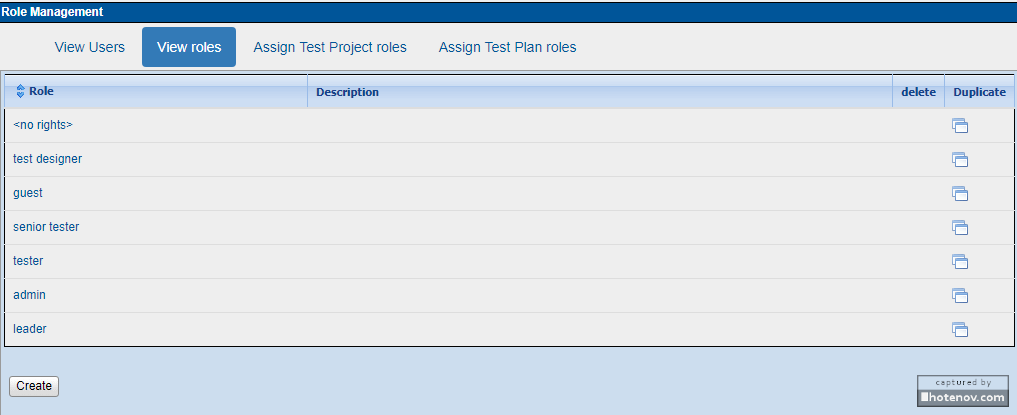 Role Management
View Users View roles Assign Test Project roles Assign Test Plan roles
Role Description delete Duplicate
<no rights>
test designer
guest
senior tester
tester
admin
leader
Create
captured by
hotenov.com